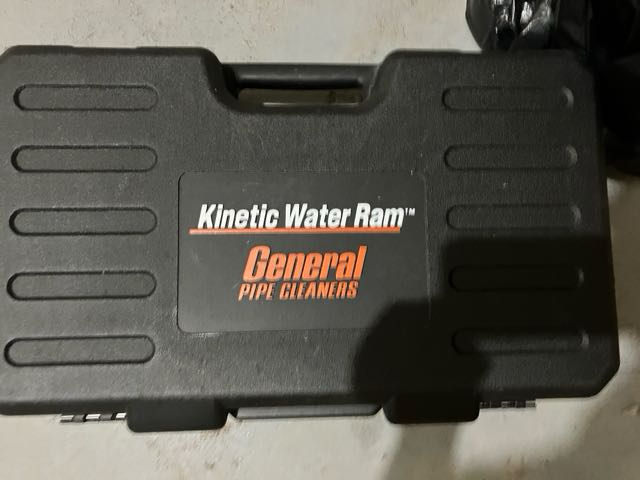 Kinetic Water Ram™
General
PIPE CLEANERS